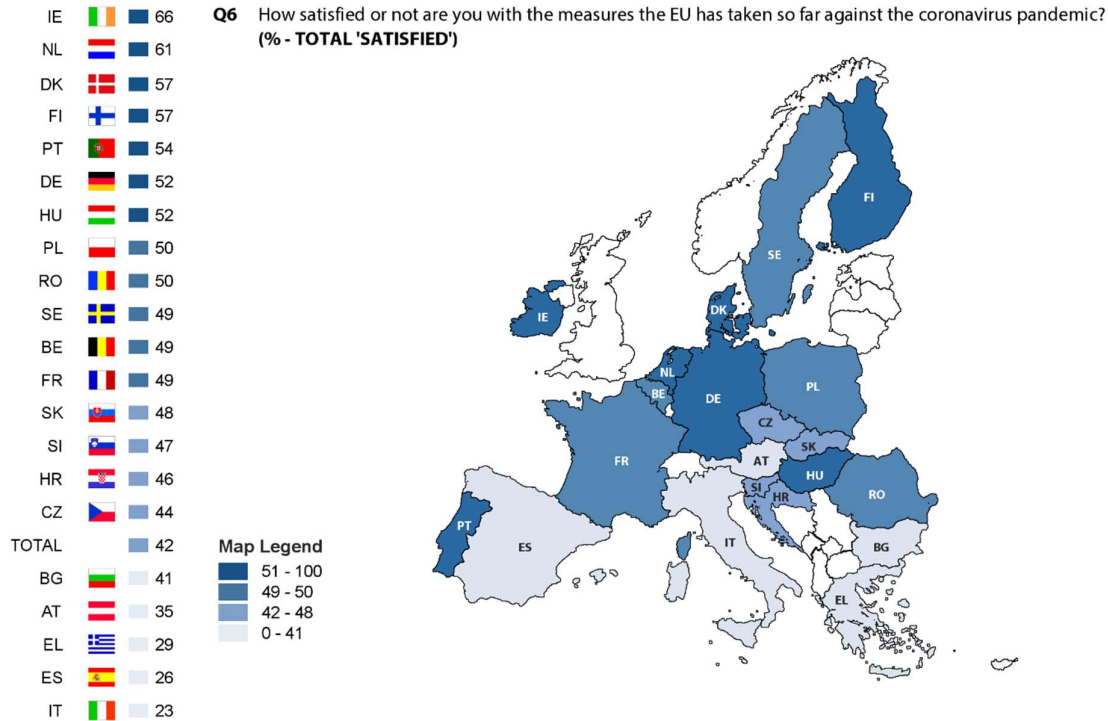 Q6 How satisfied or not are you with the measures the EU has taken so far against the coronavirus pandemic?
(% - TOTAL 'SATISFIED')
IE 66
NL 61
DK 57
FI 57
PT 54
DE 52
HU 52
PL 50
RO 50
SE 49
BE 49
FR 49
SK 48
SI 47
HR 46
CZ 44
TOTAL 42
BG 41
AT 35
EL 29
ES 26
IT 23
Map Legend
51 - 100
49 - 50
42 - 48
0 - 41
FI
SE
IE
DK
NL
BE
DE
PL
CZ
SK
FR
AT
HU
SI
HR
RO
PT
ES
IT
BG
EL